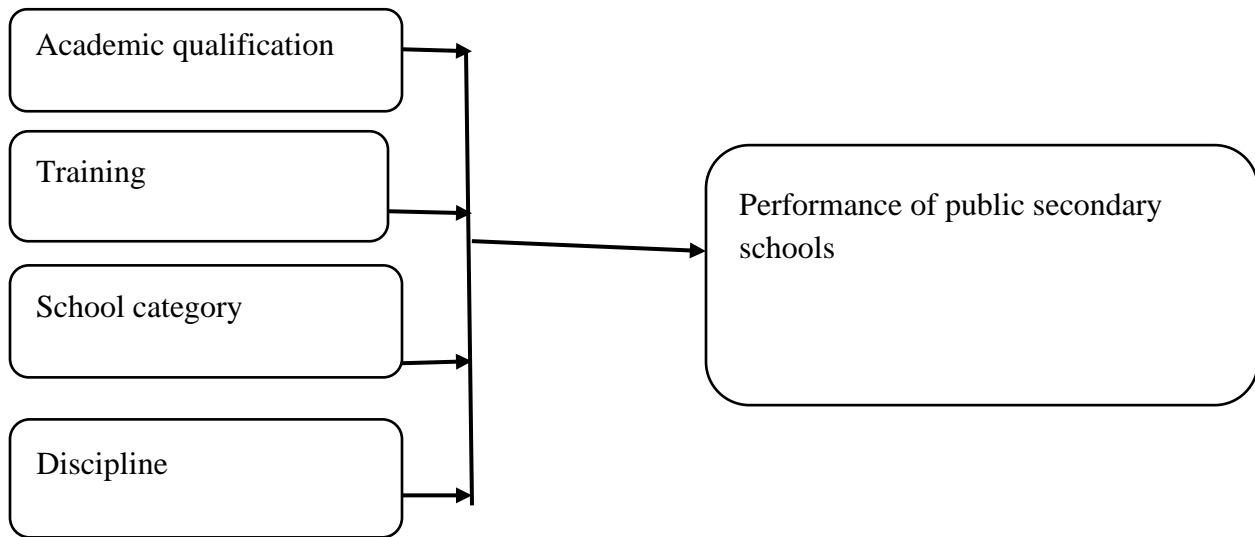 Academic qualification
Training
School category
Discipline
Performance of public secondary
schools